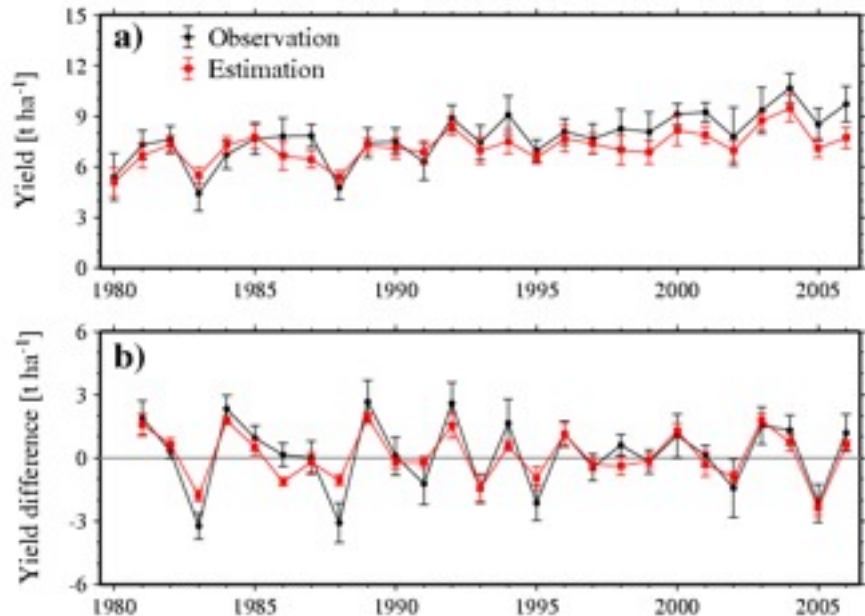 a)
Observation
Estimation
Yield [t ha⁻¹]
15
12
9
6
3
0
1980 1985 1990 1995 2000 2005
b)
Yield difference [t ha⁻¹]
6
3
0
-3
-6
1980 1985 1990 1995 2000 2005